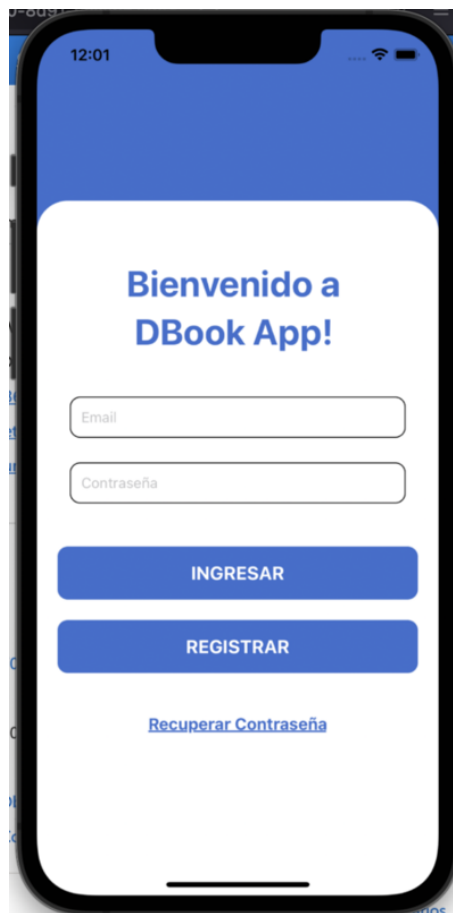 12:01
Bienvenido a
DBook App!
Email
Contraseña
INGRESAR
REGISTRAR
Recuperar Contraseña